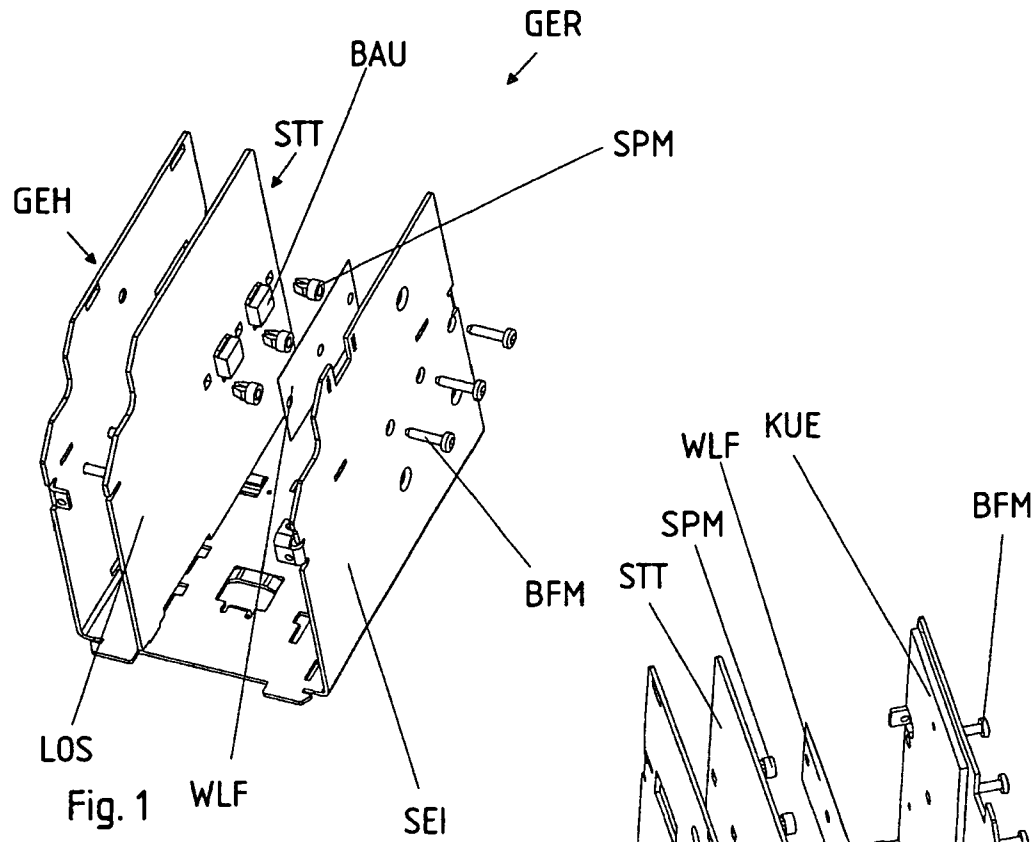 GER
BAU
STT
SPM
GEH
WLF
KUE
SPM
BFM
STT
BFM
LOS
WLF
SEI
Fig. 1